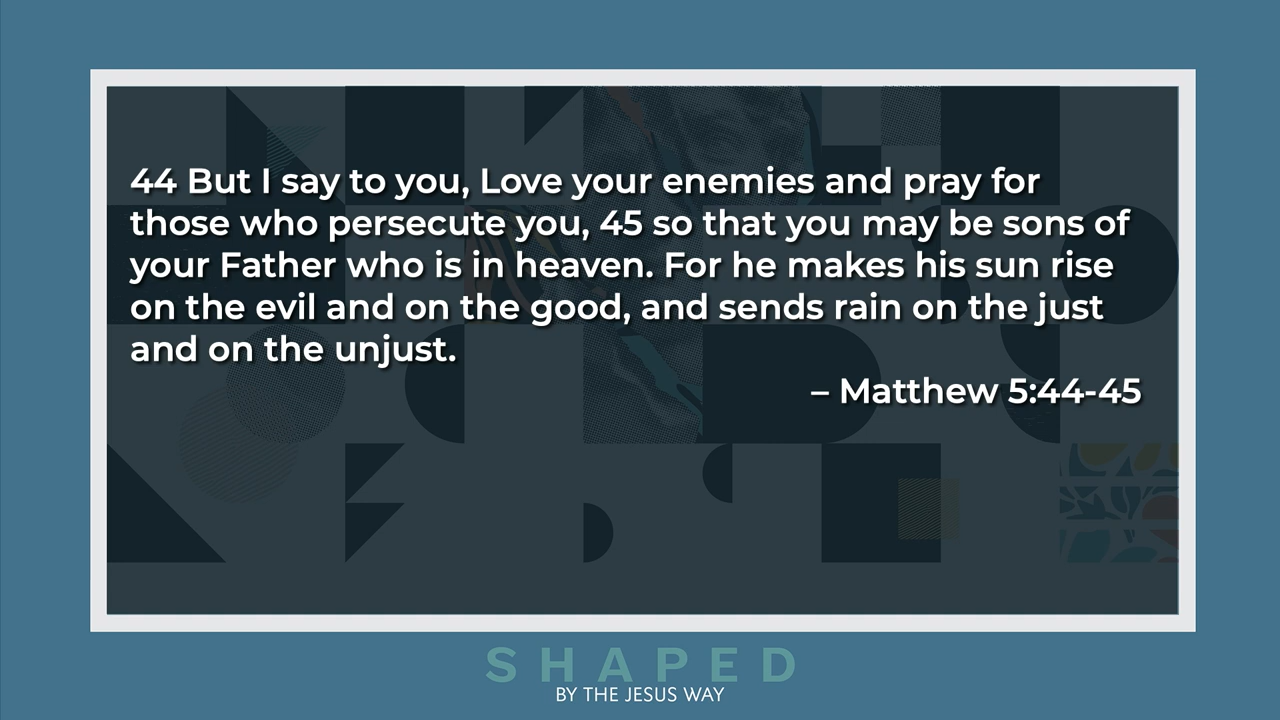 44 But I say to you, Love your enemies and pray for
those who persecute you, 45 so that you may be sons of
your Father who is in heaven. For he makes his sun rise
on the evil and on the good, and sends rain on the just
and on the unjust.
– Matthew 5:44-45
SHAPED
BY THE JESUS WAY